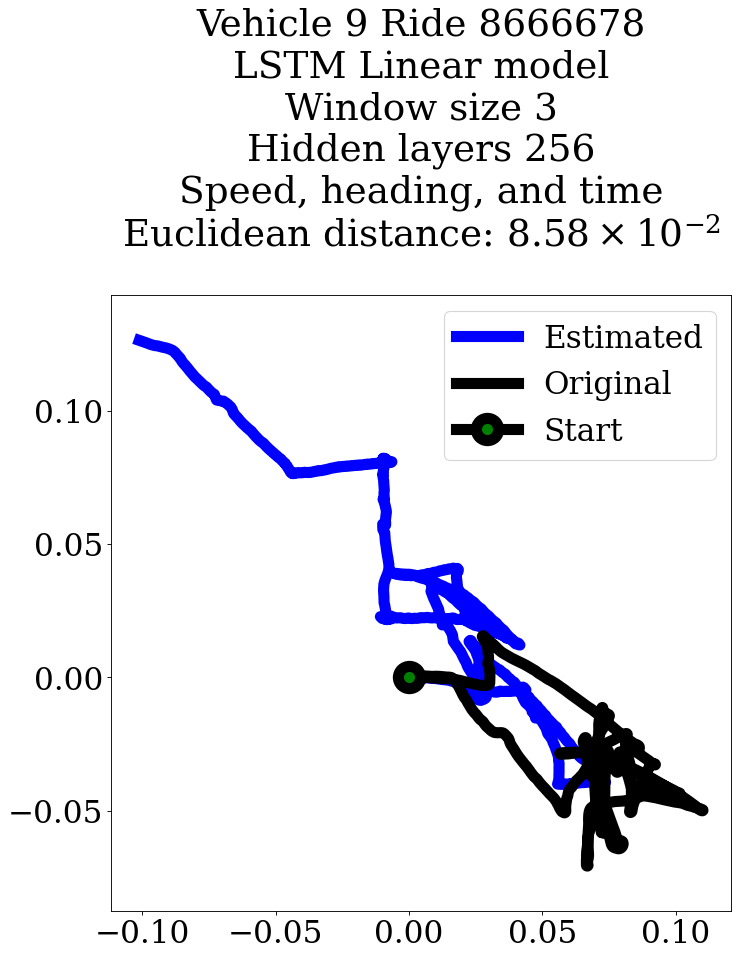 Vehicle 9 Ride 8666678
LSTM Linear model
Window size 3
Hidden layers 256
Speed, heading, and time
Euclidean distance: 8.58 × 10⁻²
Estimated
Original
Start
0.10
0.05
0.00
−0.05
−0.10 −0.05 0.00 0.05 0.10